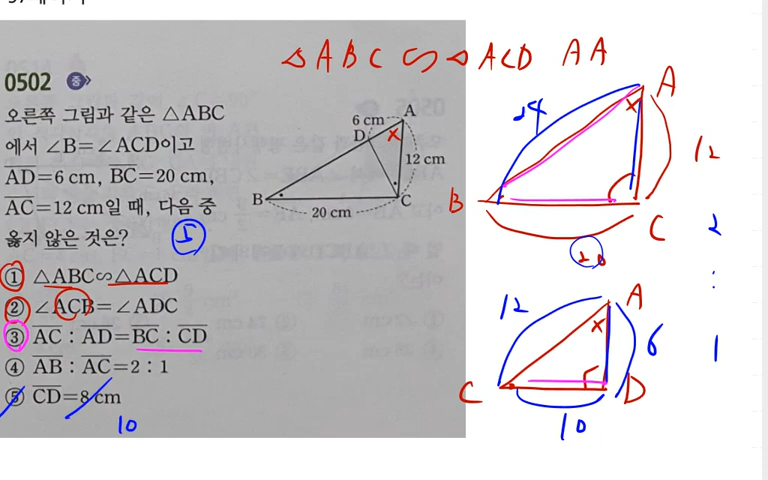 △ABC∽△ACD AA
0502 중
오른쪽 그림과 같은 △ABC
에서 ∠B=∠ACD이고
AD=6 cm, BC=20 cm,
AC=12 cm일 때, 다음 중
옳지 않은 것은? 5
① △ABC∽△ACD
② ∠ACB=∠ADC
③ AC : AD=BC : CD
④ AB : AC=2 : 1
⑤ CD=8 cm
10
6 cm
A
D
x
12 cm
B
C
20 cm
A
x
24
12
B
C
20
2
:
1
A
x
12
6
C
D
10